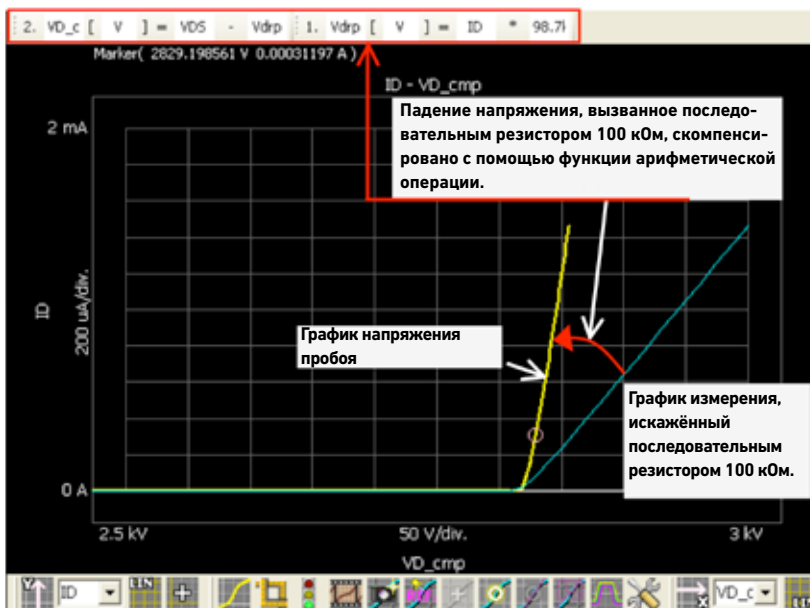 2. VD_c [ V ] = VDS - Vdrp 1. Vdrp [ V ] = ID * 98.7k
Marker( 2829.198561 V 0.00031197 A )
ID - VD_cmp
Падение напряжения, вызванное последо-
вательным резистором 100 кОм, скомпенси-
ровано с помощью функции арифметической
операции.
2 mA
ID
200 uA/div.
График напряжения
пробоя
График измерения,
искажённый
последовательным
резистором 100 кОм.
0 A
2.5 kV
50 V/div.
3 kV
VD_cmp
Y
ID
LIN
X
VD_c